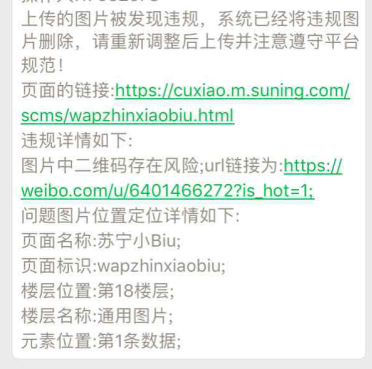 上传的图片被发现违规，系统已经将违规图
片删除，请重新调整后上传并注意遵守平台
规范！
页面的链接:https://cuxiao.m.suning.com/
scms/wapzhinxiaobiu.html
违规详情如下:
图片中二维码存在风险;url链接为:https://
weibo.com/u/6401466272?is_hot=1;
问题图片位置定位详情如下:
页面名称:苏宁小Biu;
页面标识:wapzhinxiaobiu;
楼层位置:第18楼层;
楼层名称:通用图片;
元素位置:第1条数据;